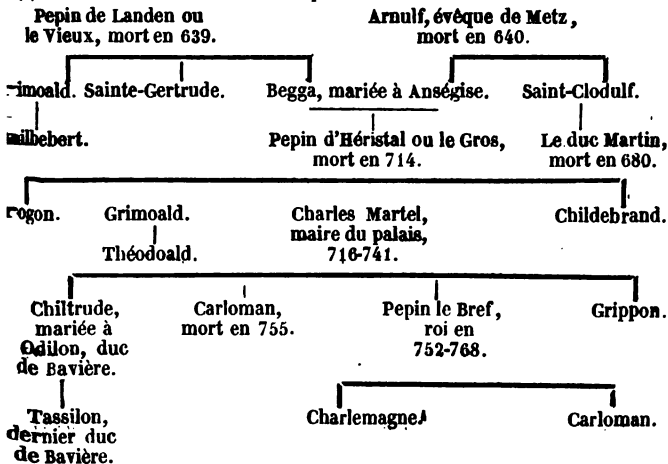 Pepin de Landen ou Arnulf, évêque de Metz,
le Vieux, mort en 639. mort en 640.
rimoald. Sainte-Gertrude. Begga, mariée à Anségise. Saint-Clodulf.
ilbebert. Pepin d'Héristal ou le Gros, Le duc Martin,
mort en 714. mort en 680.
rogon. Grimoald. Charles Martel, Childebrand.
maire du palais,
Théodoald. 716-741.
Chiltrude, Carloman, Pepin le Bref, Grippon.
mariée à mort en 755. roi en
Odilon, duc 752-768.
de Bavière.
Tassilon, Charlemagne Carloman.
dernier duc
de Bavière.